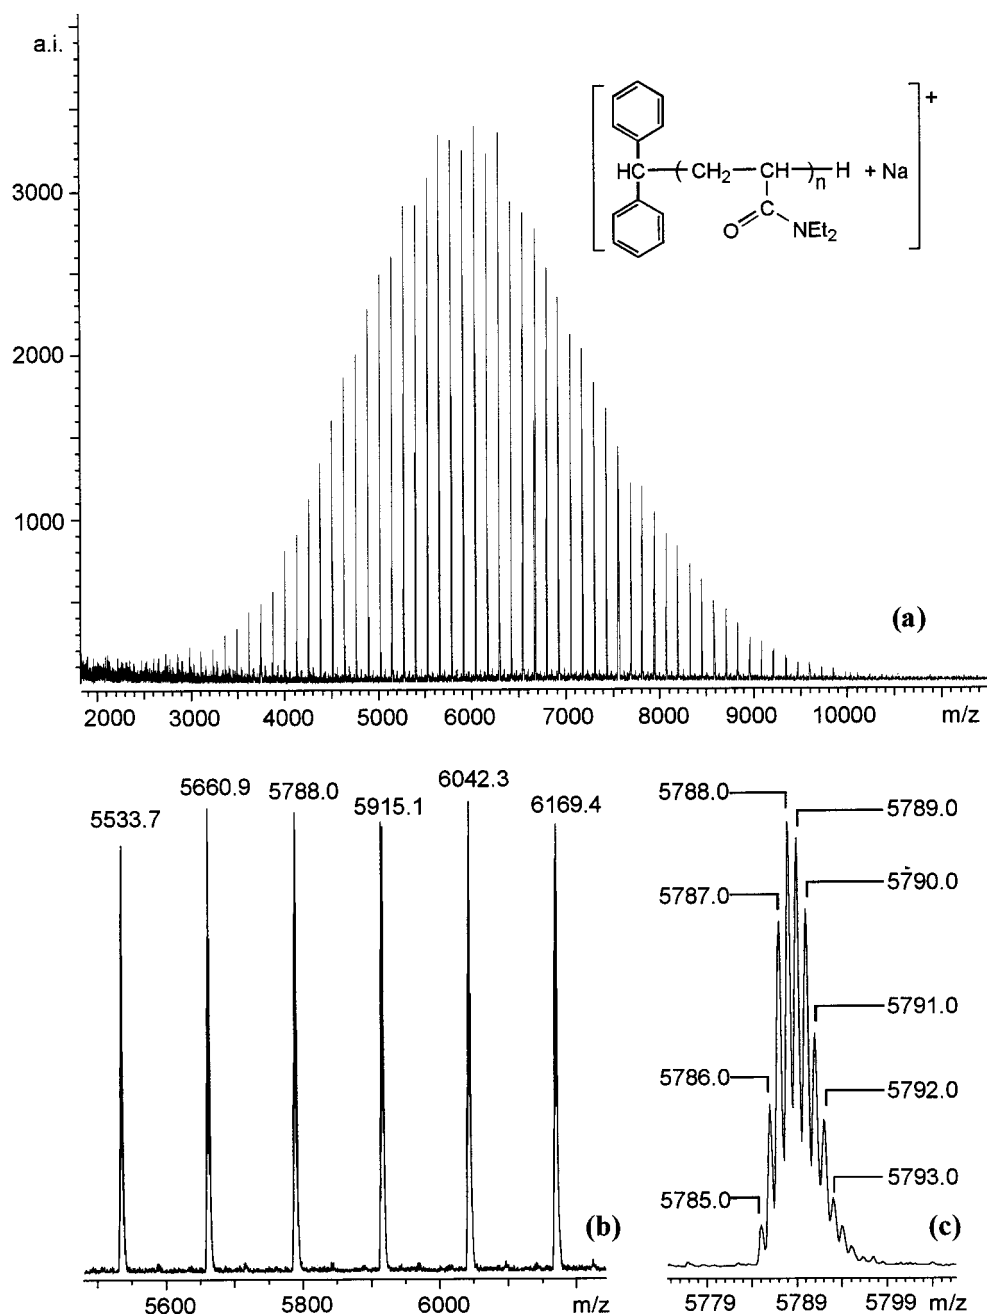 a.i.
3000
2000
1000
2000 3000 4000 5000 6000 7000 8000 9000 10000 m/z
+
HC—(CH2—CH)n—H + Na
C
O
NEt2
(a)
5533.7 5660.9 5788.0 5915.1 6042.3 6169.4
5600 5800 6000 m/z
(b)
5788.0 5789.0
5787.0 5790.0
5791.0
5786.0 5792.0
5785.0 5793.0
(c)
5779 5789 5799 m/z